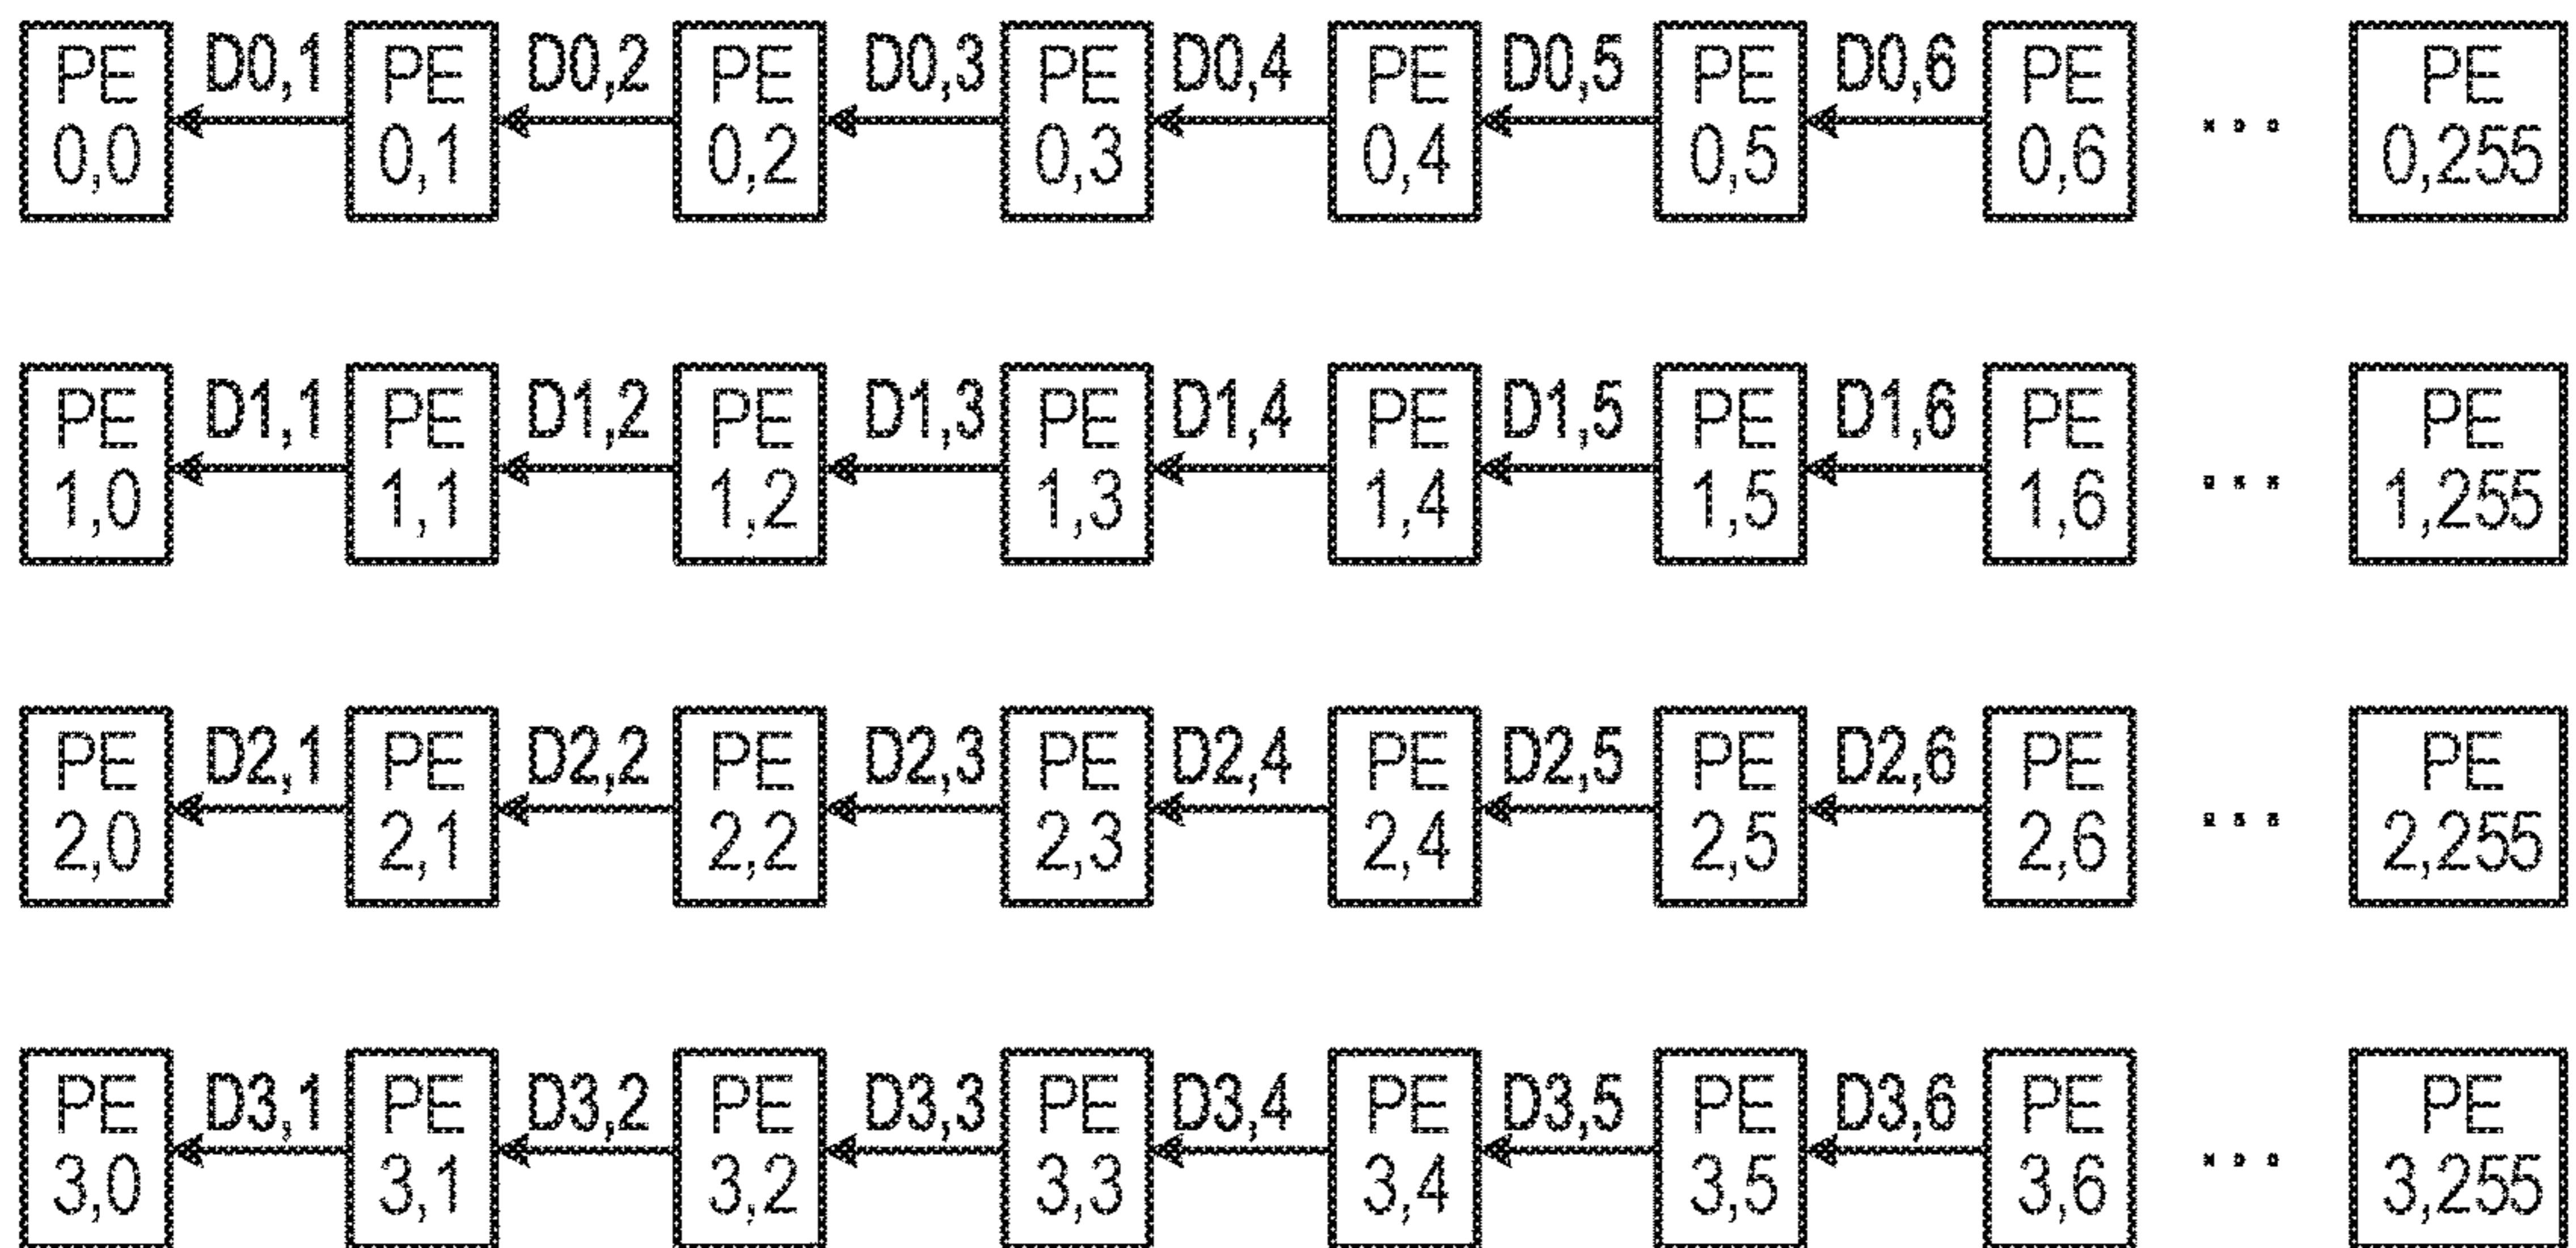 PE D0,1 PE D0,2 PE D0,3 PE D0,4 PE D0,5 PE D0,6 PE PE
0,0 0,1 0,2 0,3 0,4 0,5 0,6 ... 0,255
PE D1,1 PE D1,2 PE D1,3 PE D1,4 PE D1,5 PE D1,6 PE PE
1,0 1,1 1,2 1,3 1,4 1,5 1,6 ... 1,255
PE D2,1 PE D2,2 PE D2,3 PE D2,4 PE D2,5 PE D2,6 PE PE
2,0 2,1 2,2 2,3 2,4 2,5 2,6 ... 2,255
PE D3,1 PE D3,2 PE D3,3 PE D3,4 PE D3,5 PE D3,6 PE PE
3,0 3,1 3,2 3,3 3,4 3,5 3,6 ... 3,255